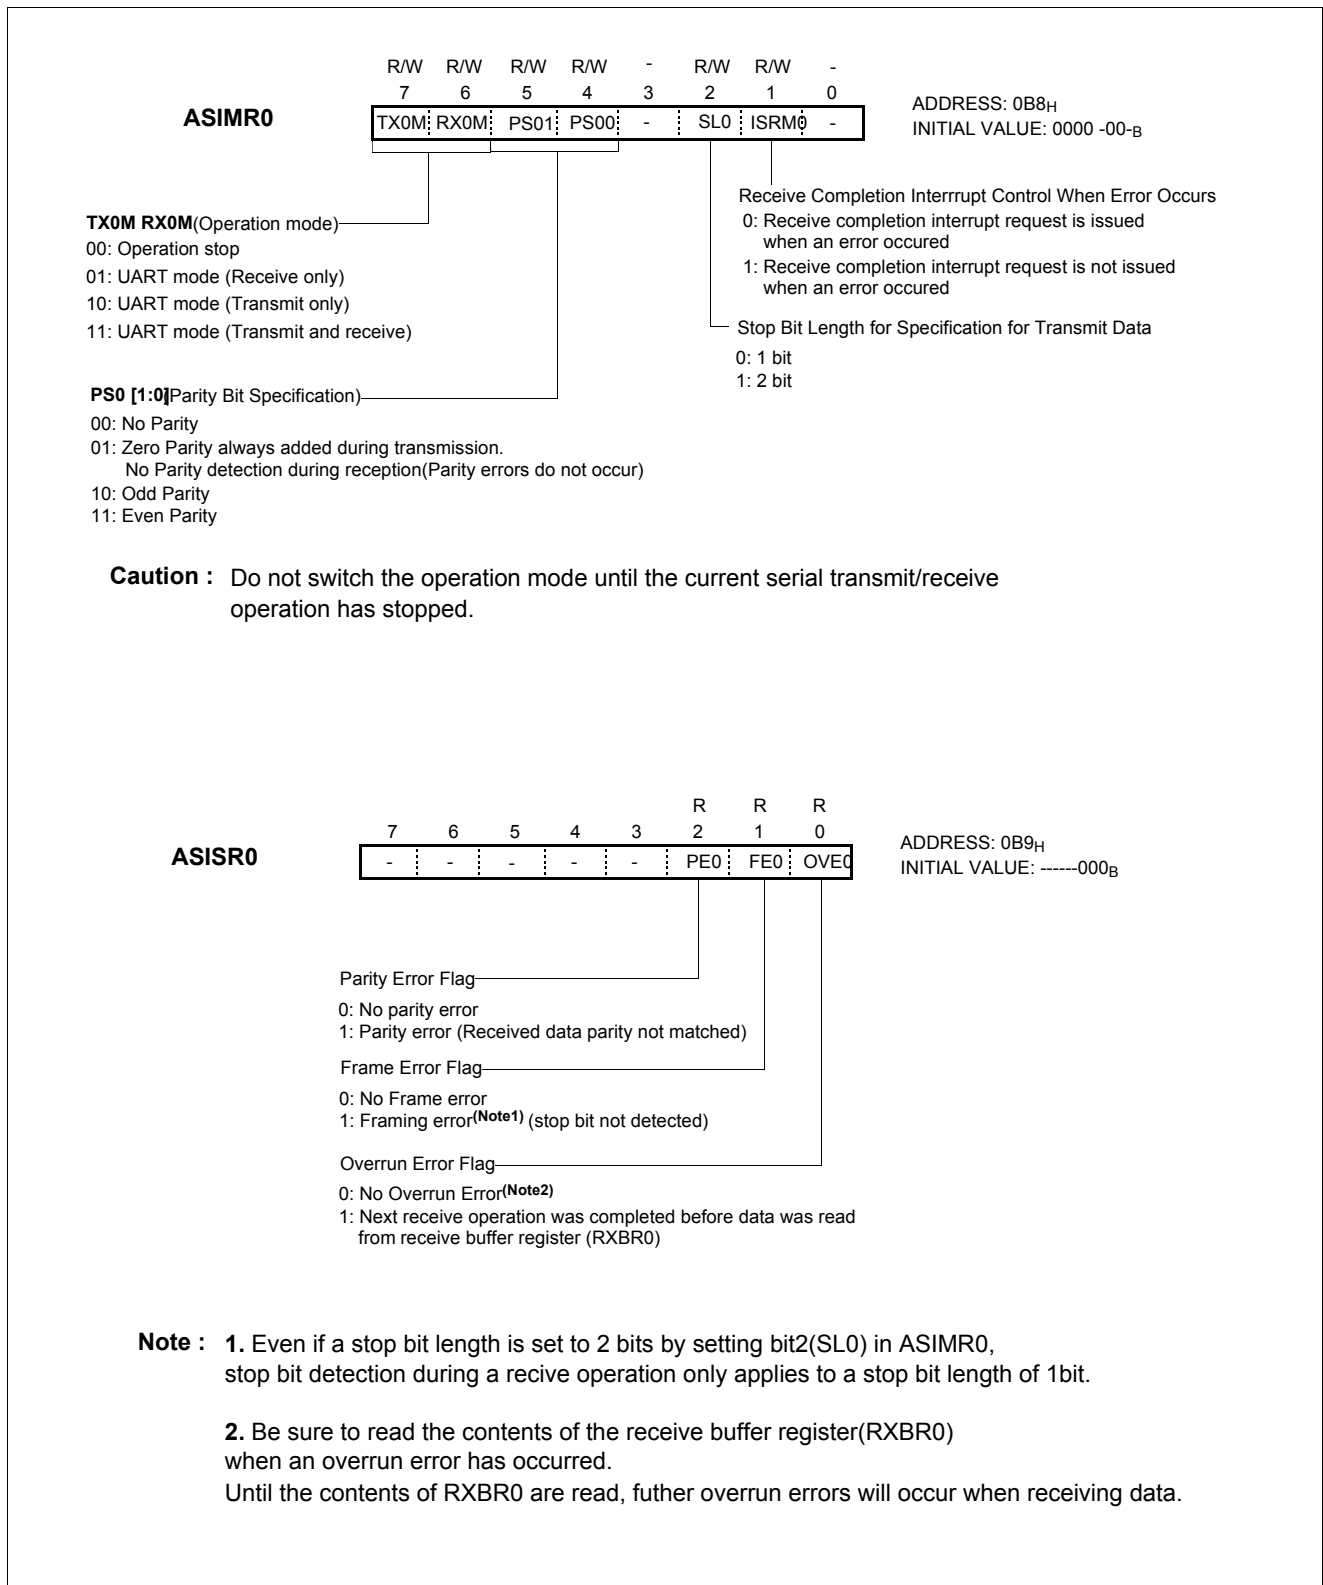 R/W R/W R/W R/W - R/W R/W -
7 6 5 4 3 2 1 0
ASIMR0
TX0M RX0M PS01 PS00 - SL0 ISRM0 -
ADDRESS: 0B8H
INITIAL VALUE: 0000 -00-B
Receive Completion Interrrupt Control When Error Occurs
0: Receive completion interrupt request is issued
when an error occured
1: Receive completion interrupt request is not issued
when an error occured
TX0M RX0M(Operation mode)
00: Operation stop
01: UART mode (Receive only)
10: UART mode (Transmit only)
11: UART mode (Transmit and receive)
Stop Bit Length for Specification for Transmit Data
0: 1 bit
1: 2 bit
PS0 [1:0](Parity Bit Specification)
00: No Parity
01: Zero Parity always added during transmission.
No Parity detection during reception(Parity errors do not occur)
10: Odd Parity
11: Even Parity
Caution : Do not switch the operation mode until the current serial transmit/receive
operation has stopped.
R R R
7 6 5 4 3 2 1 0
ASISR0
- - - - - PE0 FE0 OVE0
ADDRESS: 0B9H
INITIAL VALUE: ------000B
Parity Error Flag
0: No parity error
1: Parity error (Received data parity not matched)
Frame Error Flag
0: No Frame error
1: Framing error(Note1) (stop bit not detected)
Overrun Error Flag
0: No Overrun Error(Note2)
1: Next receive operation was completed before data was read
from receive buffer register (RXBR0)
Note : 1. Even if a stop bit length is set to 2 bits by setting bit2(SL0) in ASIMR0,
stop bit detection during a recive operation only applies to a stop bit length of 1bit.
2. Be sure to read the contents of the receive buffer register(RXBR0)
when an overrun error has occurred.
Until the contents of RXBR0 are read, futher overrun errors will occur when receiving data.